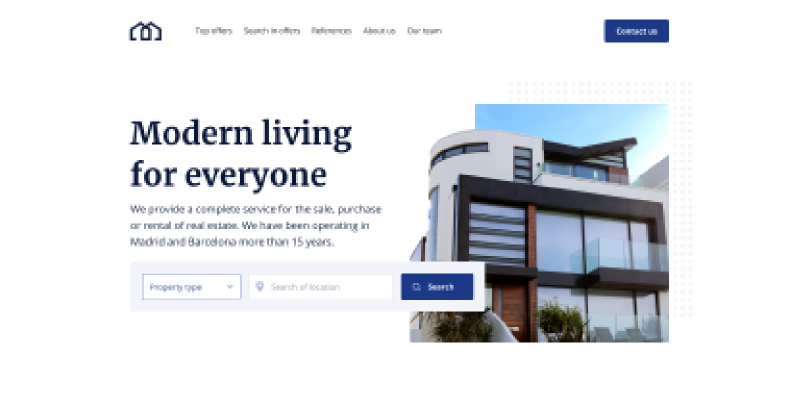 Top offers Search in offers References About us Our team
Contact us
Modern living
for everyone
We provide a complete service for the sale, purchase
or rental of real estate. We have been operating in
Madrid and Barcelona more than 15 years.
Property type
Search of location
Search